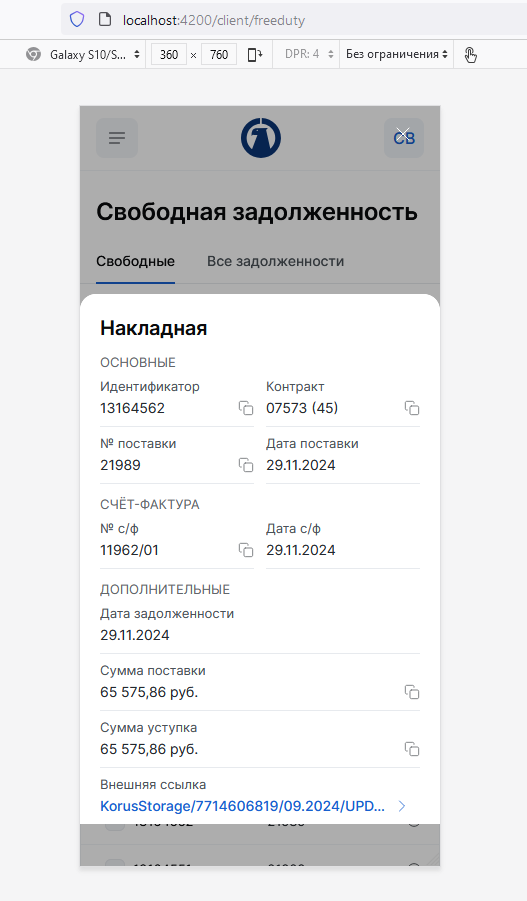 localhost:4200/client/freeduty
Galaxy S10/S... 360 × 760 DPR: 4 Без ограничения
СВ
Свободная задолженность
Свободные Все задолженности
Накладная
ОСНОВНЫЕ
Идентификатор Контракт
13164562 07573 (45)
№ поставки Дата поставки
21989 29.11.2024
СЧЁТ-ФАКТУРА
№ с/ф Дата с/ф
11962/01 29.11.2024
ДОПОЛНИТЕЛЬНЫЕ
Дата задолженности
29.11.2024
Сумма поставки
65 575,86 руб.
Сумма уступка
65 575,86 руб.
Внешняя ссылка
KorusStorage/7714606819/09.2024/UPD...